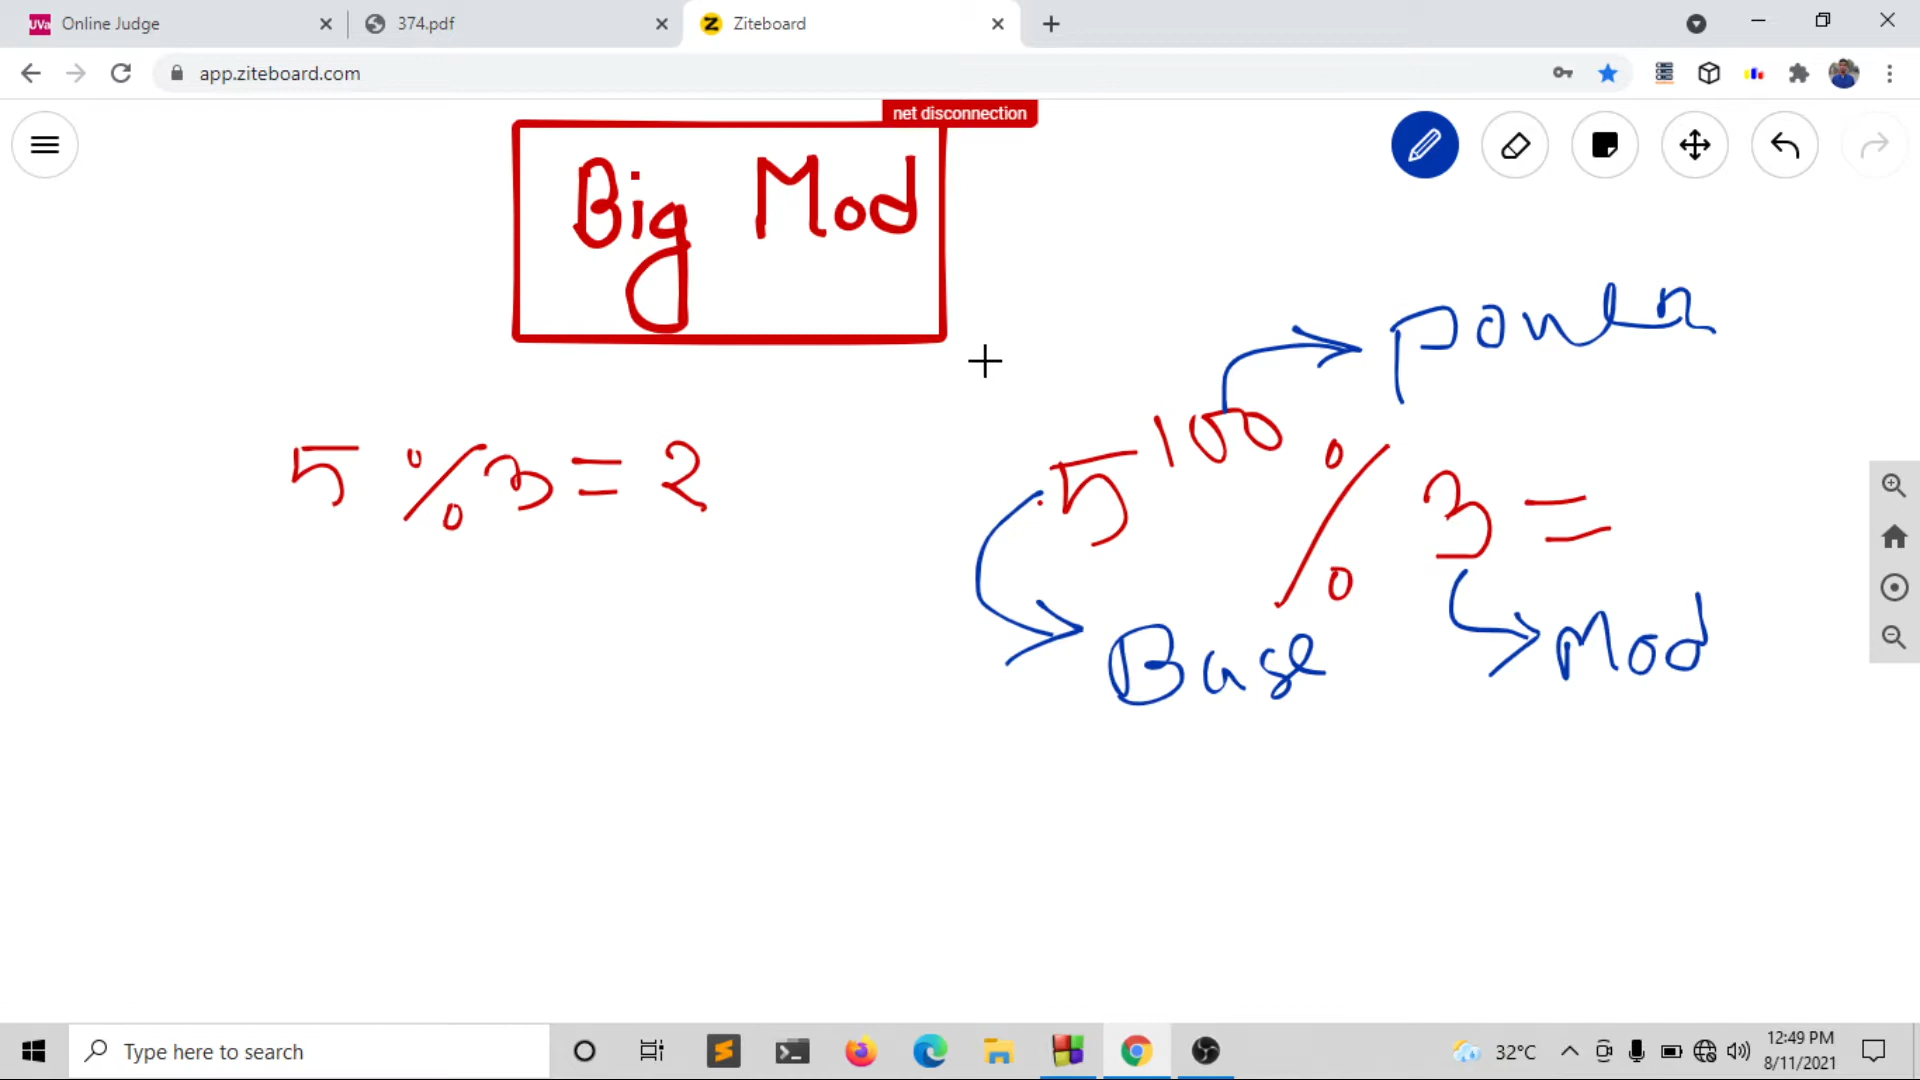 Online Judge
374.pdf
Ziteboard
app.ziteboard.com
net disconnection
Big Mod
power
5 % 3 = 2
5^100 % 3 =
Base
Mod
Type here to search
32°C
12:49 PM
8/11/2021